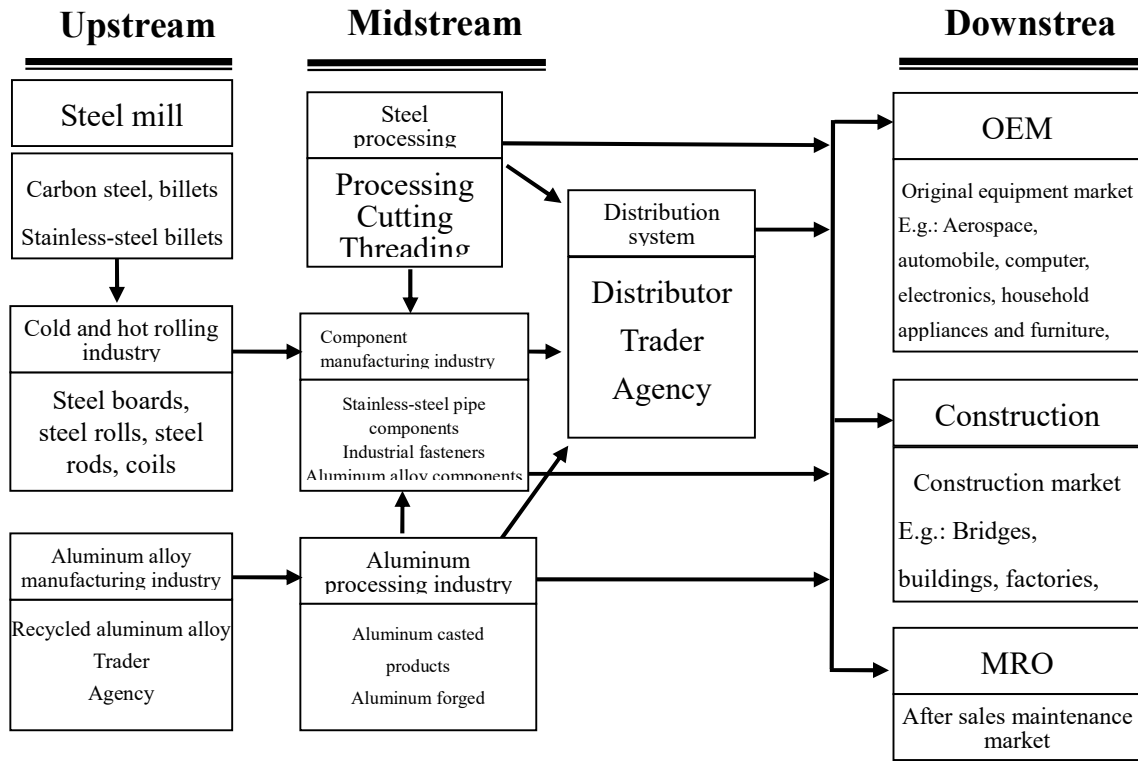 Upstream
Midstream
Downstrea
Steel mill
Carbon steel, billets
Stainless-steel billets
Cold and hot rolling
industry
Steel boards,
steel rolls, steel
rods, coils
Aluminum alloy
manufacturing industry
Recycled aluminum alloy
Trader
Agency
Steel
processing
Processing
Cutting
Threading
Component
manufacturing industry
Stainless-steel pipe
components
Industrial fasteners
Aluminum alloy components
Aluminum
processing industry
Aluminum casted
products
Aluminum forged
Distribution
system
Distributor
Trader
Agency
OEM
Original equipment market
E.g.: Aerospace,
automobile, computer,
electronics, household
appliances and furniture,
Construction
Construction market
E.g.: Bridges,
buildings, factories,
MRO
After sales maintenance
market